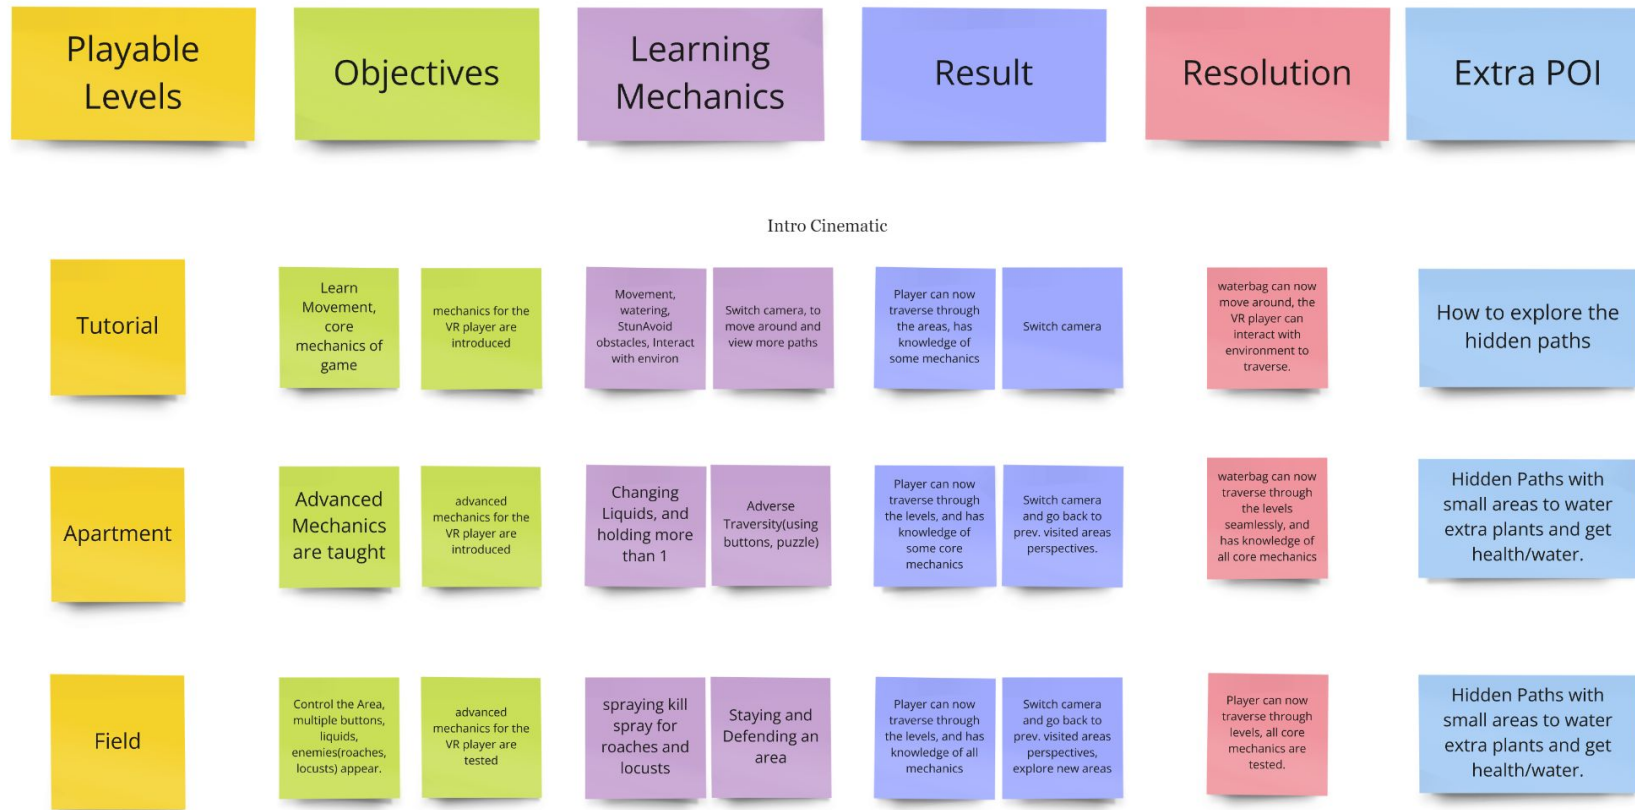 Playable
Levels
Objectives
Learning
Mechanics
Result
Resolution
Extra POI
Intro Cinematic
Tutorial
Learn
Movement,
core
mechanics of
game
mechanics for the
VR player are
introduced
Movement,
watering,
StunAvoid
obstacles, Interact
with environ
Switch camera, to
move around and
view more paths
Player can now
traverse through
the areas, has
knowledge of
some mechanics
Switch camera
waterbag can now
move around, the
VR player can
interact with
environment to
traverse.
How to explore the
hidden paths
Apartment
Advanced
Mechanics
are taught
advanced
mechanics for the
VR player are
introduced
Changing
Liquids, and
holding more
than 1
Adverse
Traversity(using
buttons, puzzle)
Player can now
traverse through
the levels, and has
knowledge of
some core
mechanics
Switch camera
and go back to
prev. visited areas
perspectives.
waterbag can now
traverse through
the levels
seamlessly, and
has knowledge of
all core mechanics
Hidden Paths with
small areas to water
extra plants and get
health/water.
Field
Control the Area,
multiple buttons,
liquids,
enemies(roaches,
locusts) appear.
advanced
mechanics for the
VR player are
tested
spraying kill
spray for
roaches and
locusts
Staying and
Defending an
area
Player can now
traverse through
the levels, and has
knowledge of all
mechanics
Switch camera
and go back to
prev. visited areas
perspectives,
explore new areas
Player can now
traverse through
levels, all core
mechanics are
tested.
Hidden Paths with
small areas to water
extra plants and get
health/water.